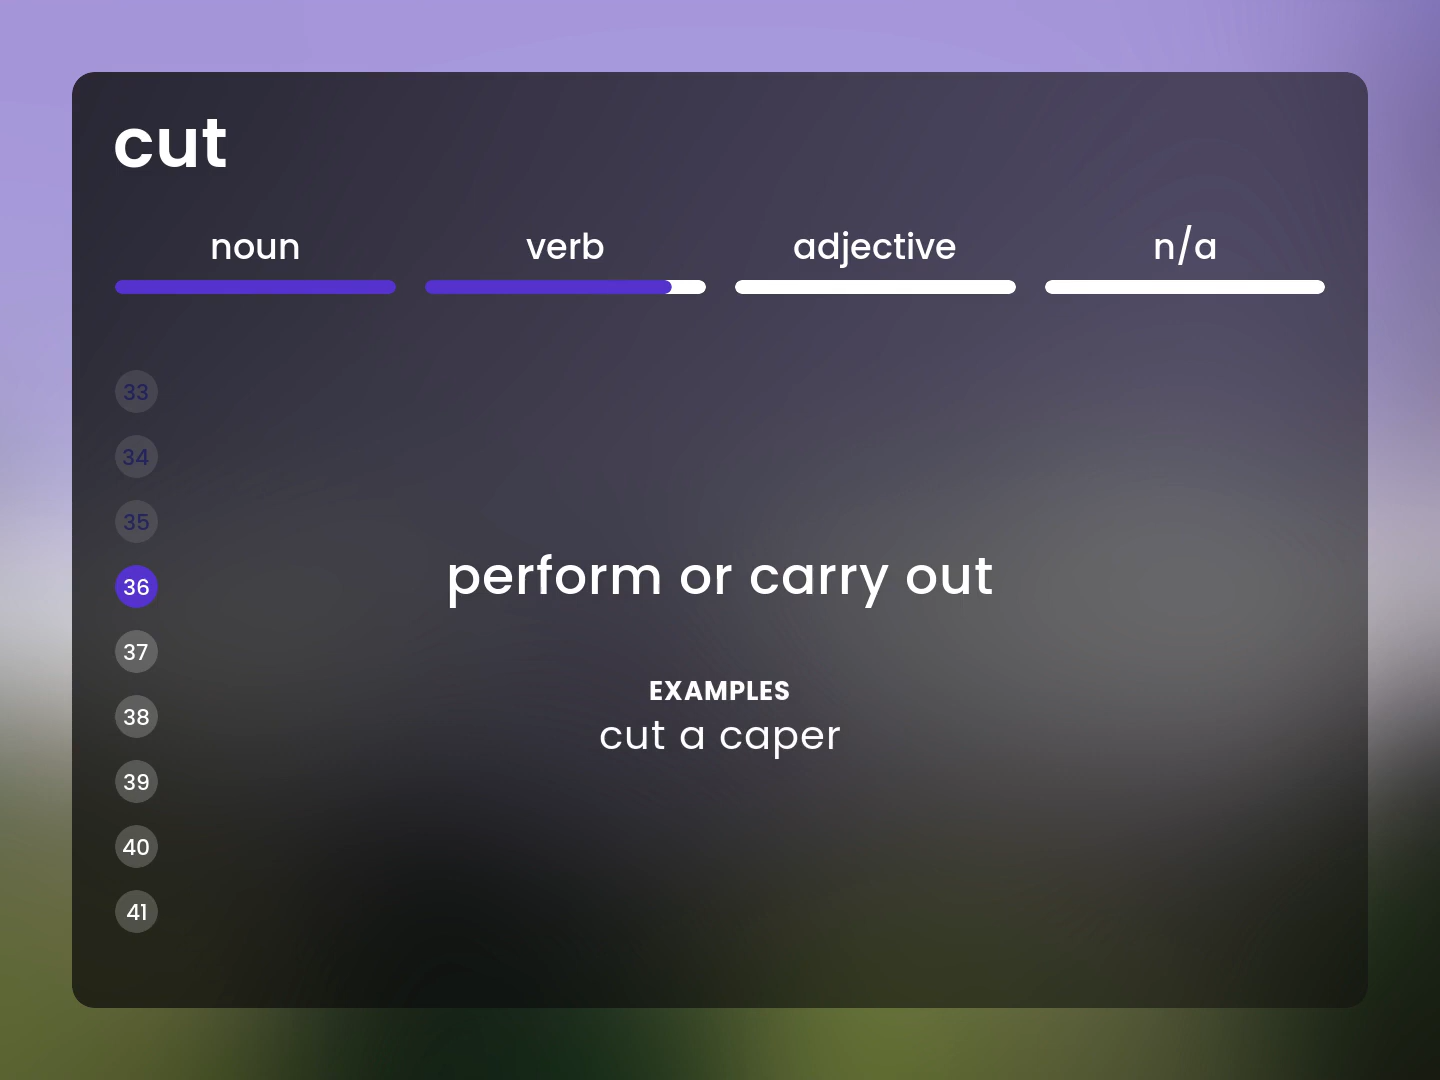 cut
noun
verb
adjective
n/a
33
34
35
36
37
38
39
40
41
perform or carry out
EXAMPLES
cut a caper